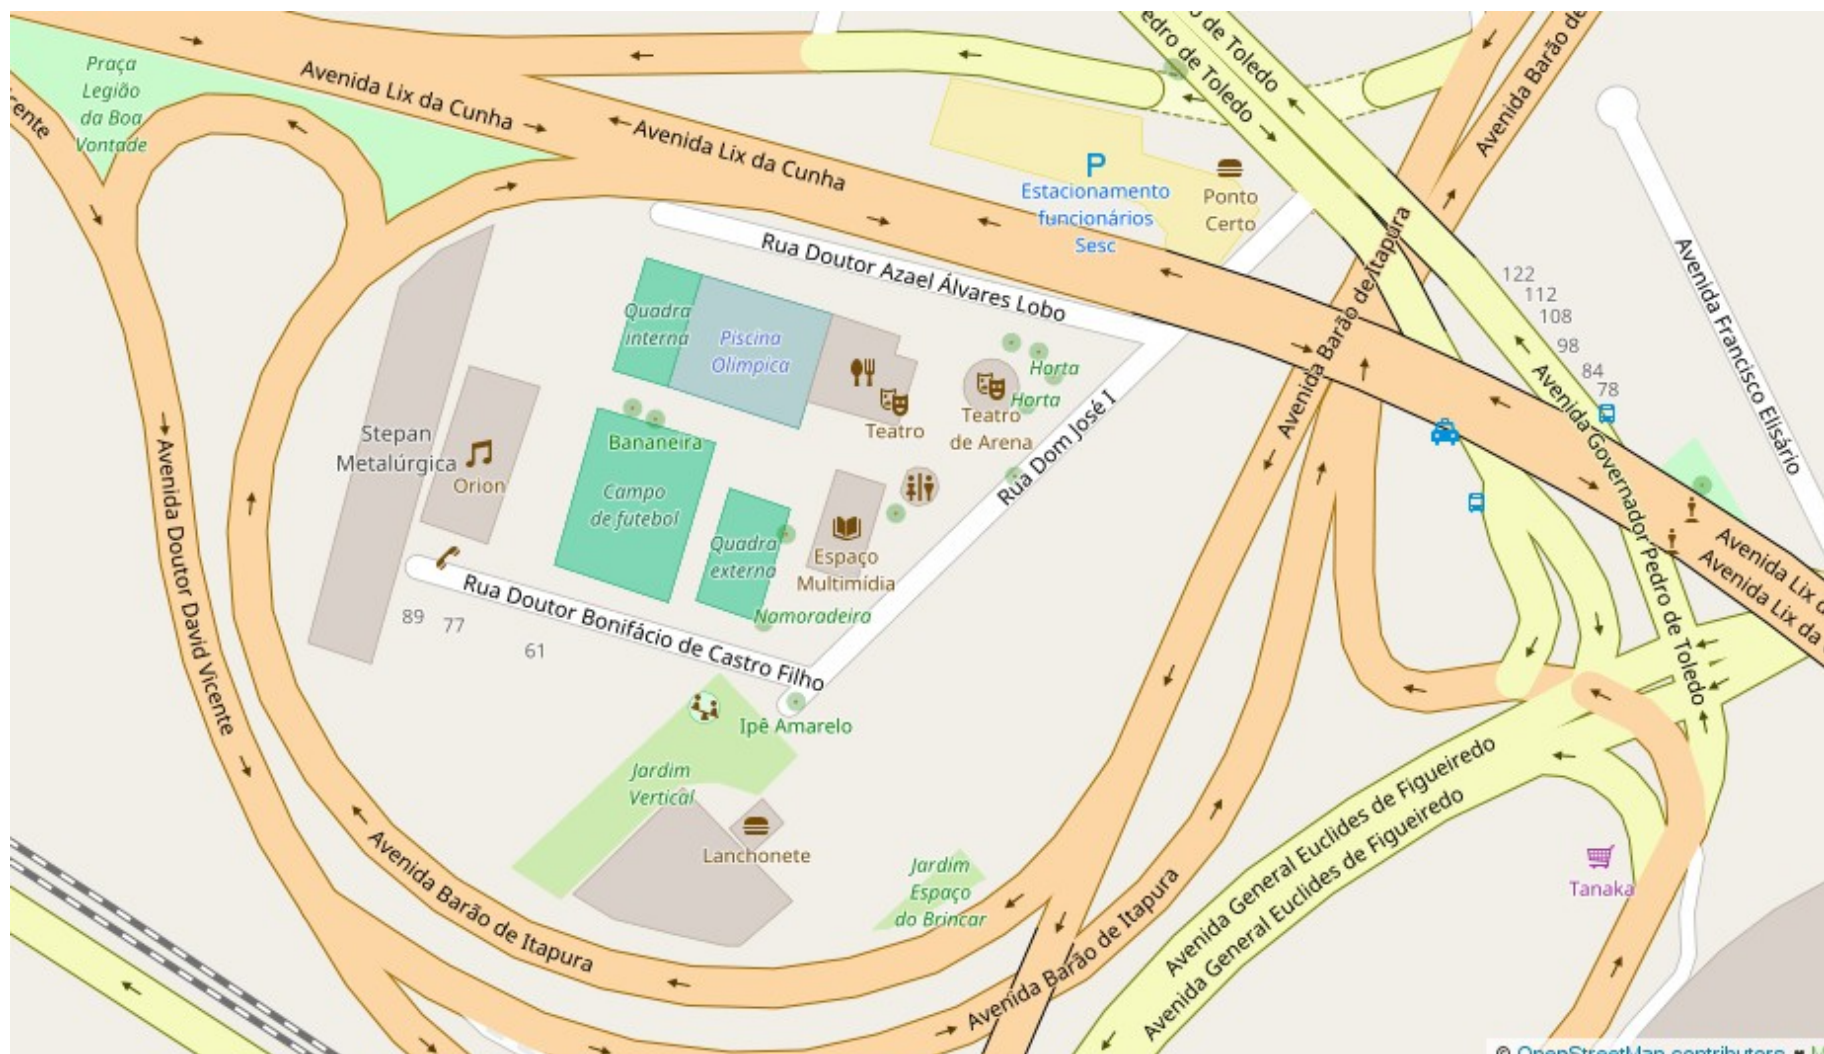 Praça
Legião
da Boa
Vontade
cente
Avenida Lix da Cunha
Avenida Lix da Cunha
edro de Toledo
o de Toledo
Avenida Barão de
P
Estacionamento
funcionários
Sesc
Ponto
Certo
Rua Doutor Azael Álvares Lobo
Avenida Barão de Itapura
Avenida Francisco Elisário
122
112
108
98
84
78
Quadra
interna
Piscina
Olimpica
Teatro
Teatro
de Arena
Horta
Horta
Bananeira
Stepan
Metalúrgica
Orion
Campo
de futebol
Quadra
externa
Espaço
Multimídia
Rua Dom José I
Namoradeira
Avenida Governador Pedro de Toledo
Avenida Lix d
Avenida Lix da
Avenida Doutor David Vicente
Rua Doutor Bonifácio de Castro Filho
89
77
61
Ipê Amarelo
Jardim
Vertical
Lanchonete
Jardim
Espaço
do Brincar
Avenida Barão de Itapura
Avenida Barão de Itapura
Avenida General Euclides de Figueiredo
Avenida General Euclides de Figueiredo
Tanaka
© OpenStreetMap contributors